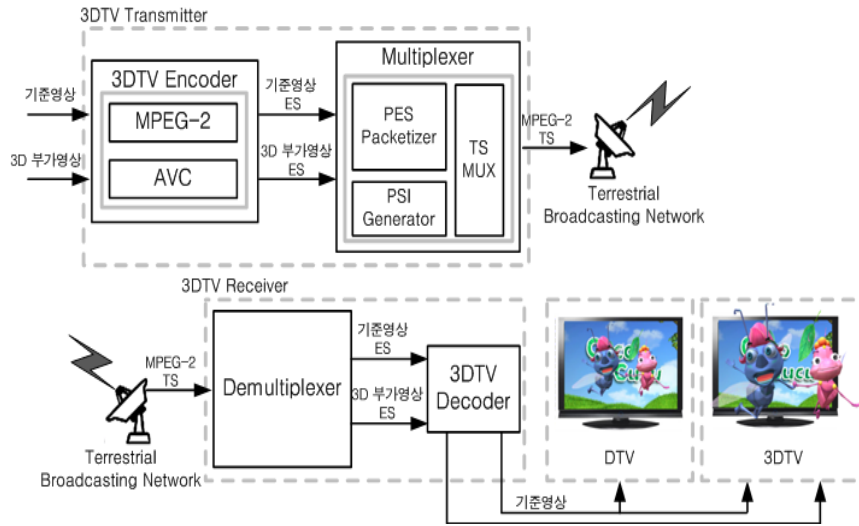 3DTV Transmitter
3DTV Encoder
기준영상
MPEG-2
3D 부가영상
AVC
기준영상
ES
3D 부가영상
ES
Multiplexer
PES
Packetizer
PSI
Generator
TS
MUX
MPEG-2
TS
Terrestrial
Broadcasting Network
3DTV Receiver
MPEG-2
TS
Terrestrial
Broadcasting Network
Demultiplexer
기준영상
ES
3D 부가영상
ES
3DTV
Decoder
DTV
3DTV
기준영상